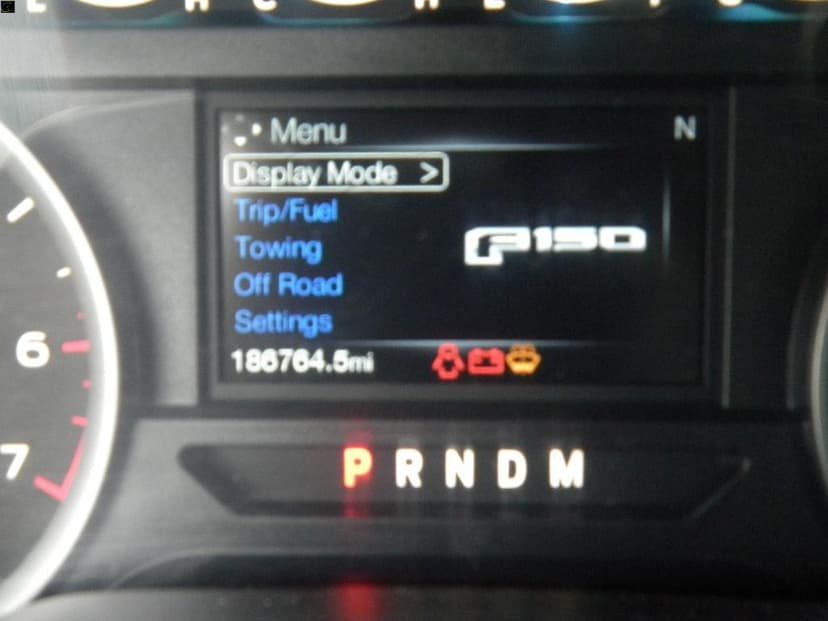 Menu N
Display Mode >
Trip/Fuel
Towing
F150
Off Road
Settings
186764.5mi
6
7
P R N D M